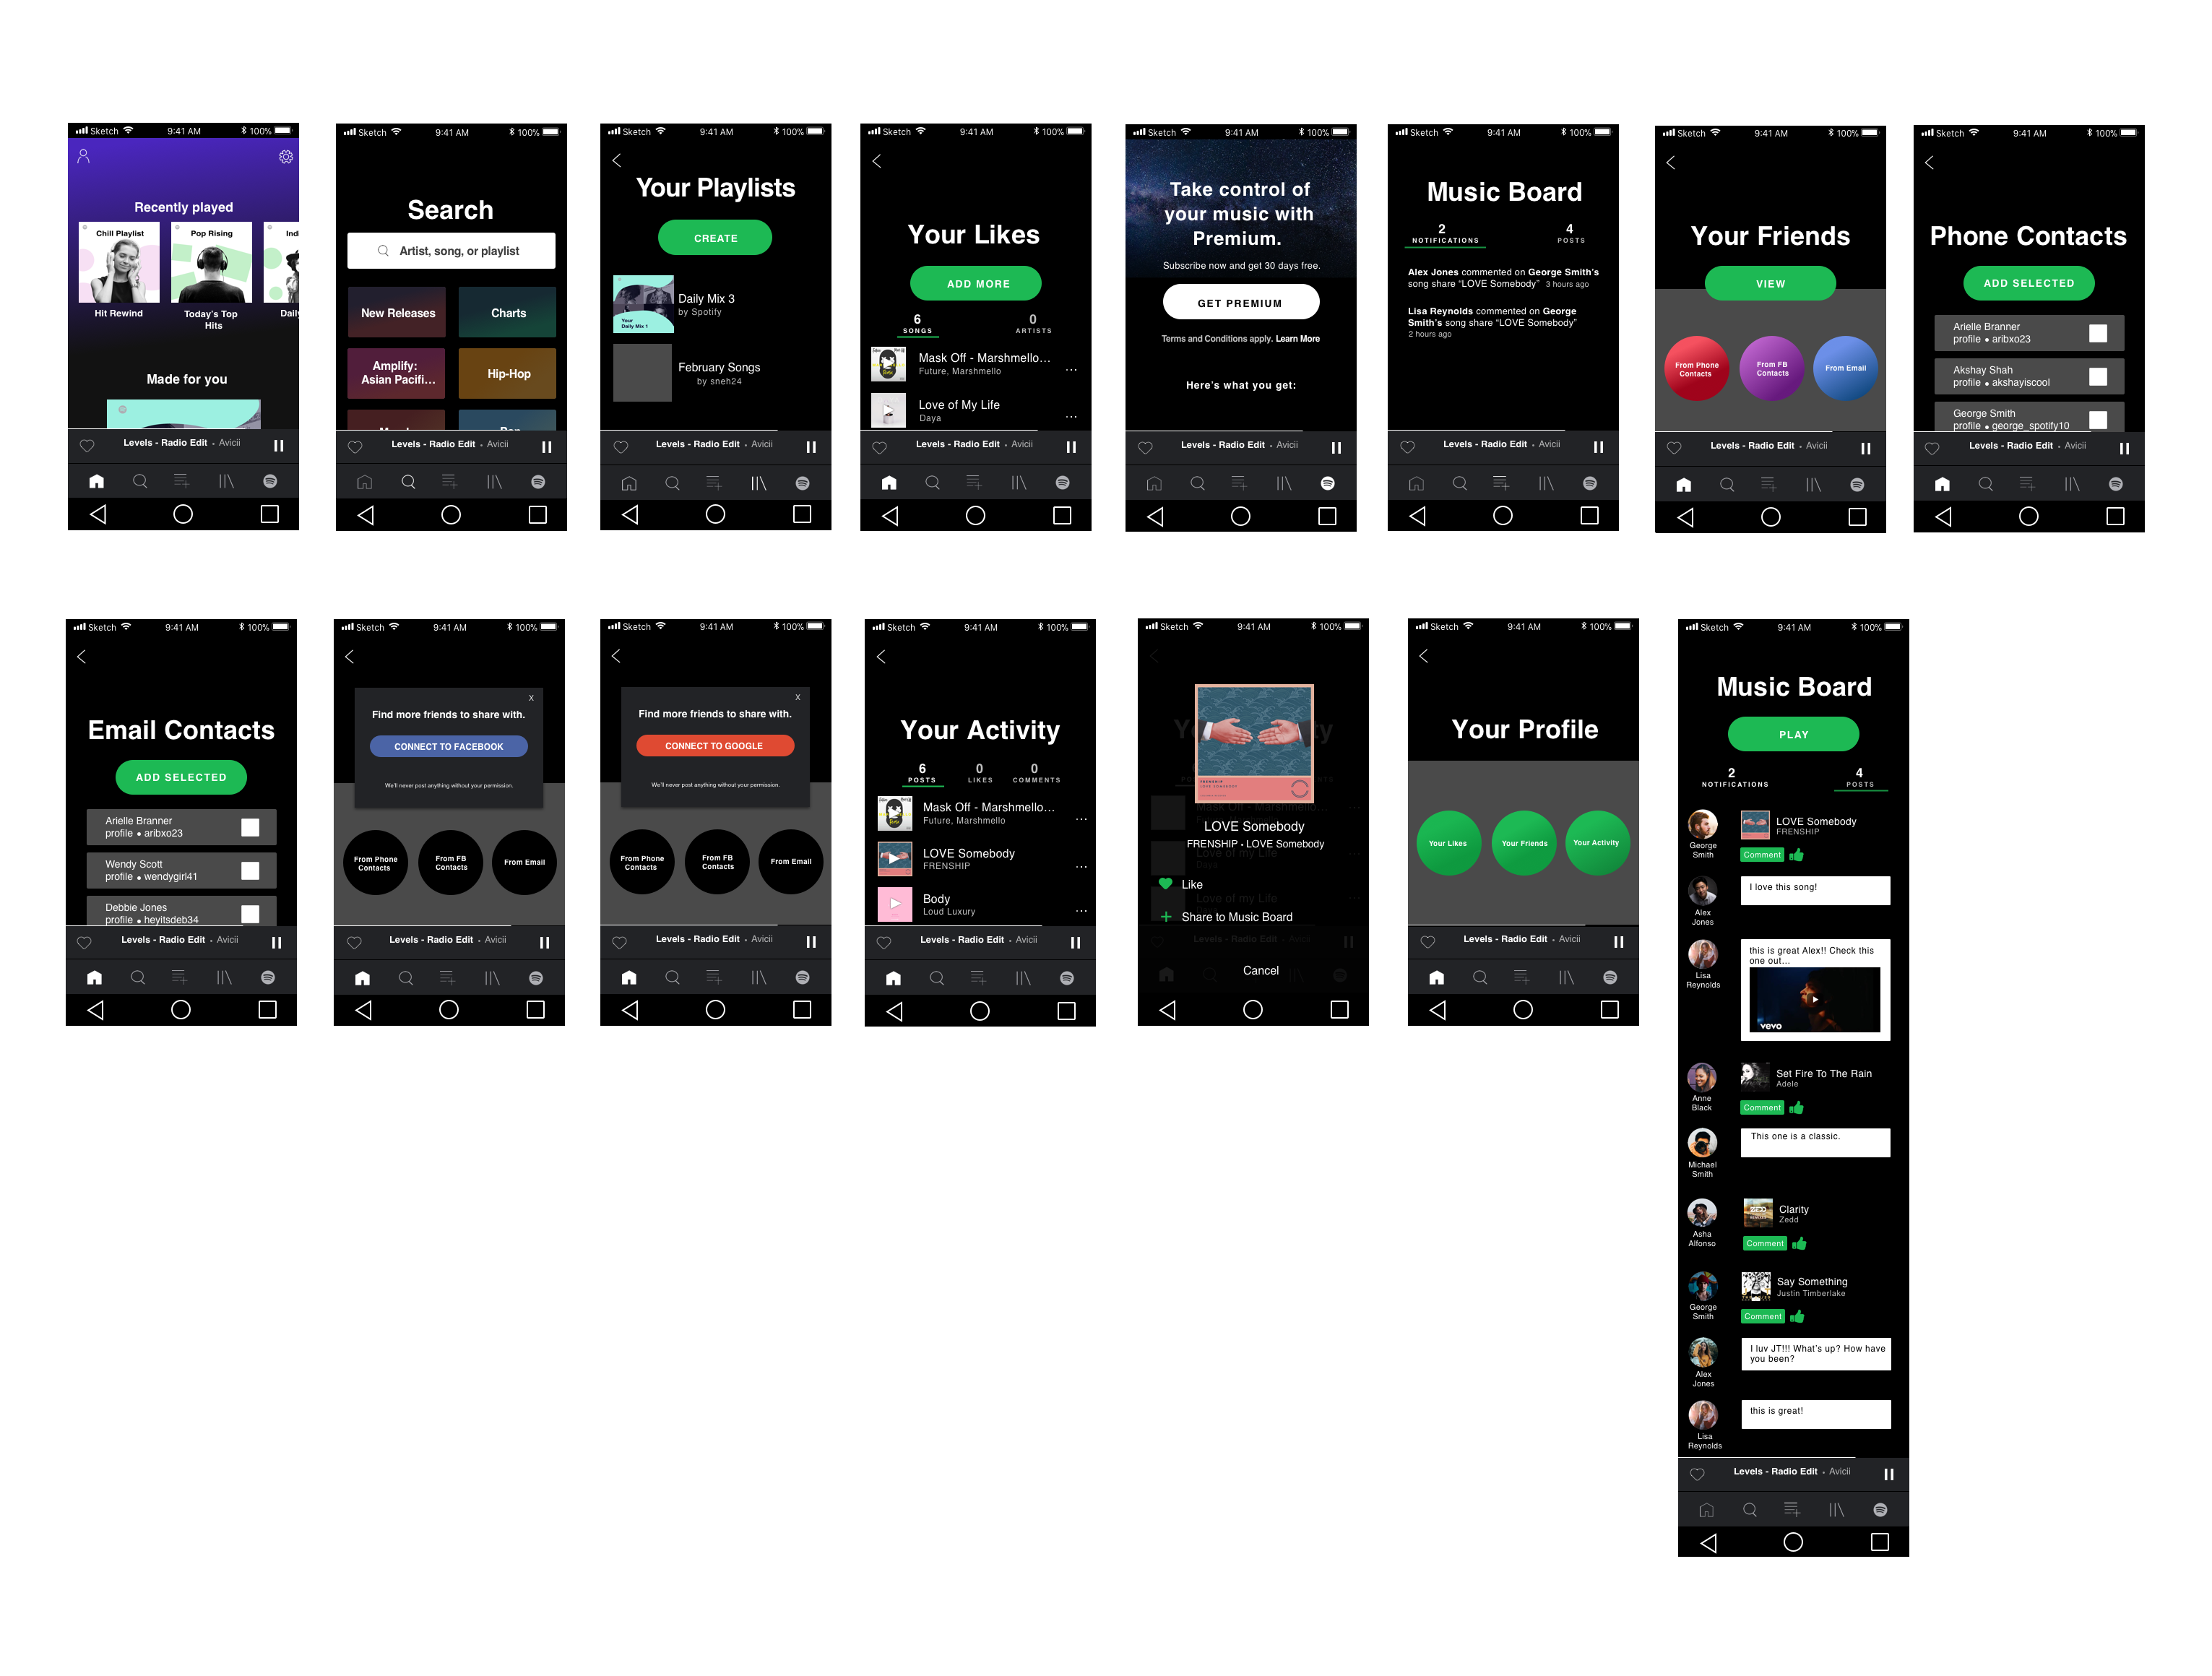 Sketch 9:41 AM 100%
Recently played
Chill Playlist
Pop Rising
Indi
Hit Rewind
Today's Top
Hits
Daily
Made for you
Levels - Radio Edit • Avicii
Sketch 9:41 AM 100%
Search
Artist, song, or playlist
New Releases
Charts
Amplify:
Asian Pacifi...
Hip-Hop
Levels - Radio Edit • Avicii
Sketch 9:41 AM 100%
Your Playlists
CREATE
Your
Daily Mix 1
Daily Mix 3
by Spotify
February Songs
by sneh24
Levels - Radio Edit • Avicii
Sketch 9:41 AM 100%
Your Likes
ADD MORE
6 0
SONGS ARTISTS
Mask Off - Marshmello...
Future, Marshmello
...
Love of My Life
Daya
...
Levels - Radio Edit • Avicii
Sketch 9:41 AM 100%
Take control of
your music with
Premium.
Subscribe now and get 30 days free.
GET PREMIUM
Terms and Conditions apply. Learn More
Here's what you get:
Levels - Radio Edit • Avicii
Sketch 9:41 AM 100%
Music Board
2 4
NOTIFICATIONS POSTS
Alex Jones commented on George Smith's
song share “LOVE Somebody” 3 hours ago
Lisa Reynolds commented on George
Smith's song share “LOVE Somebody”
2 hours ago
Levels - Radio Edit • Avicii
Sketch 9:41 AM 100%
Your Friends
VIEW
From Phone
Contacts
From FB
Contacts
From Email
Levels - Radio Edit • Avicii
Sketch 9:41 AM 100%
Phone Contacts
ADD SELECTED
Arielle Branner
profile • aribxo23
Akshay Shah
profile • akshayiscool
George Smith
profile • george_spotify10
Levels - Radio Edit • Avicii
Sketch 9:41 AM 100%
Email Contacts
ADD SELECTED
Arielle Branner
profile • aribxo23
Wendy Scott
profile • wendygirl41
Debbie Jones
profile • heyitsdeb34
Levels - Radio Edit • Avicii
Sketch 9:41 AM 100%
X
Find more friends to share with.
CONNECT TO FACEBOOK
We'll never post anything without your permission.
From Phone
Contacts
From FB
Contacts
From Email
Levels - Radio Edit • Avicii
Sketch 9:41 AM 100%
X
Find more friends to share with.
CONNECT TO GOOGLE
We'll never post anything without your permission.
From Phone
Contacts
From FB
Contacts
From Email
Levels - Radio Edit • Avicii
Sketch 9:41 AM 100%
Your Activity
6 0 0
POSTS LIKES COMMENTS
Mask Off - Marshmello...
Future, Marshmello
...
LOVE Somebody
FRENSHIP
...
Body
Loud Luxury
...
Levels - Radio Edit • Avicii
Sketch 9:41 AM 100%
FRENSHIP
LOVE SOMEBODY
LOVE Somebody
FRENSHIP • LOVE Somebody
Like
Share to Music Board
Levels - Radio Edit • Avicii
Cancel
Sketch 9:41 AM 100%
Your Profile
Your Likes
Your Friends
Your Activity
Levels - Radio Edit • Avicii
Sketch 9:41 AM 100%
Music Board
PLAY
2 4
NOTIFICATIONS POSTS
George
Smith
LOVE Somebody
FRENSHIP
Comment
Alex
Jones
I love this song!
Lisa
Reynolds
this is great Alex!! Check this
one out...
vevo
Anne
Black
Set Fire To The Rain
Adele
Comment
Michael
Smith
This one is a classic.
Asha
Alfonso
ZEDD
Clarity
Zedd
Comment
George
Smith
Say Something
Justin Timberlake
Comment
Alex
Jones
I luv JT!!! What's up? How have
you been?
Lisa
Reynolds
this is great!
Levels - Radio Edit • Avicii